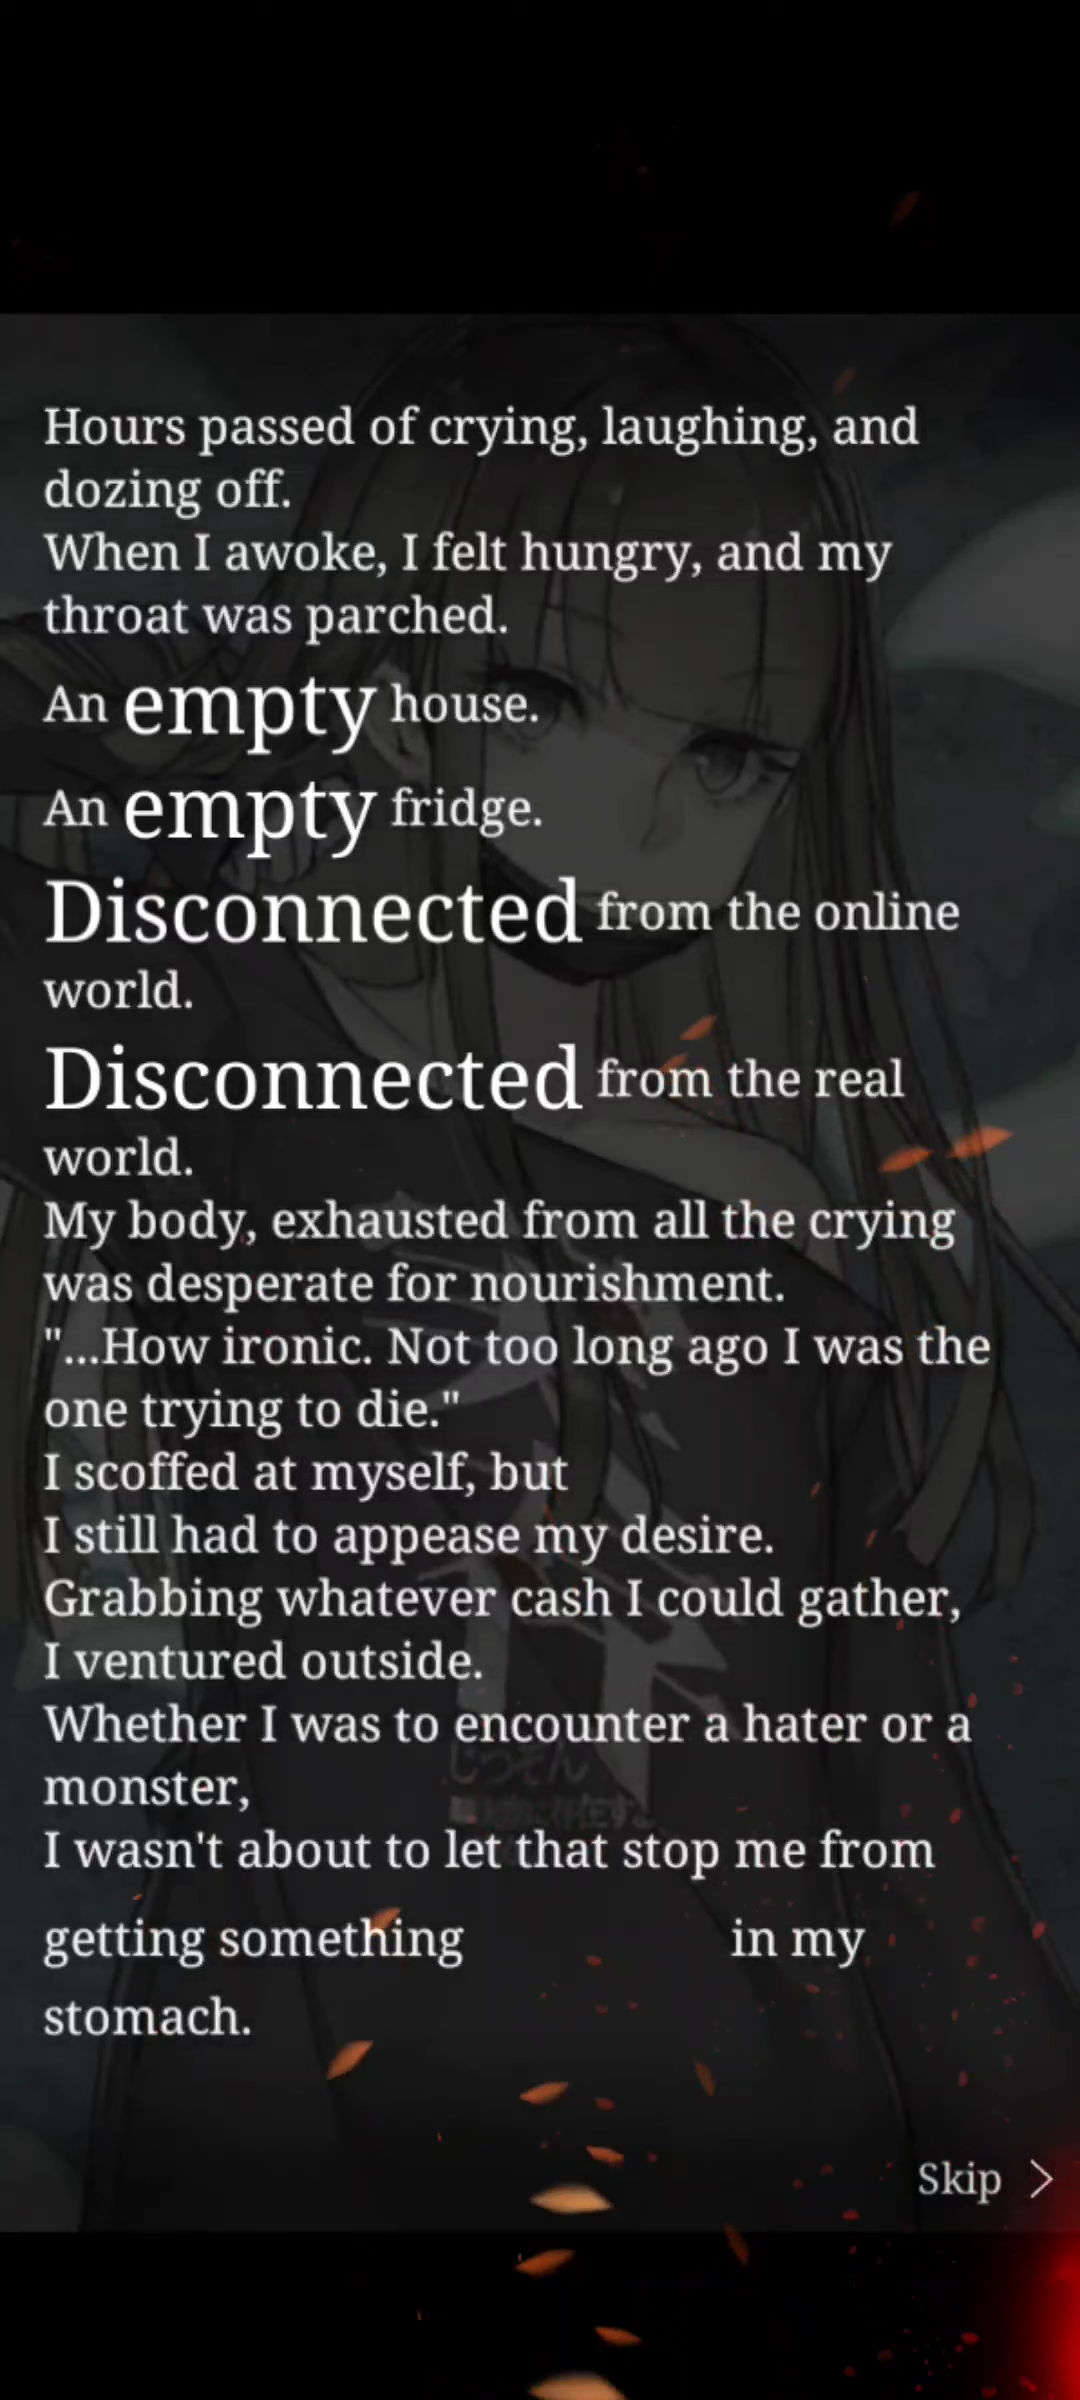 Hours passed of crying, laughing, and
dozing off.
When I awoke, I felt hungry, and my
throat was parched.
An empty house.
An empty fridge.
Disconnected from the online
world.
Disconnected from the real
world.
My body, exhausted from all the crying
was desperate for nourishment.
"...How ironic. Not too long ago I was the
one trying to die."
I scoffed at myself, but
I still had to appease my desire.
Grabbing whatever cash I could gather,
I ventured outside.
Whether I was to encounter a hater or a
monster,
I wasn't about to let that stop me from
getting something in my
stomach.
じつぞん
Skip >